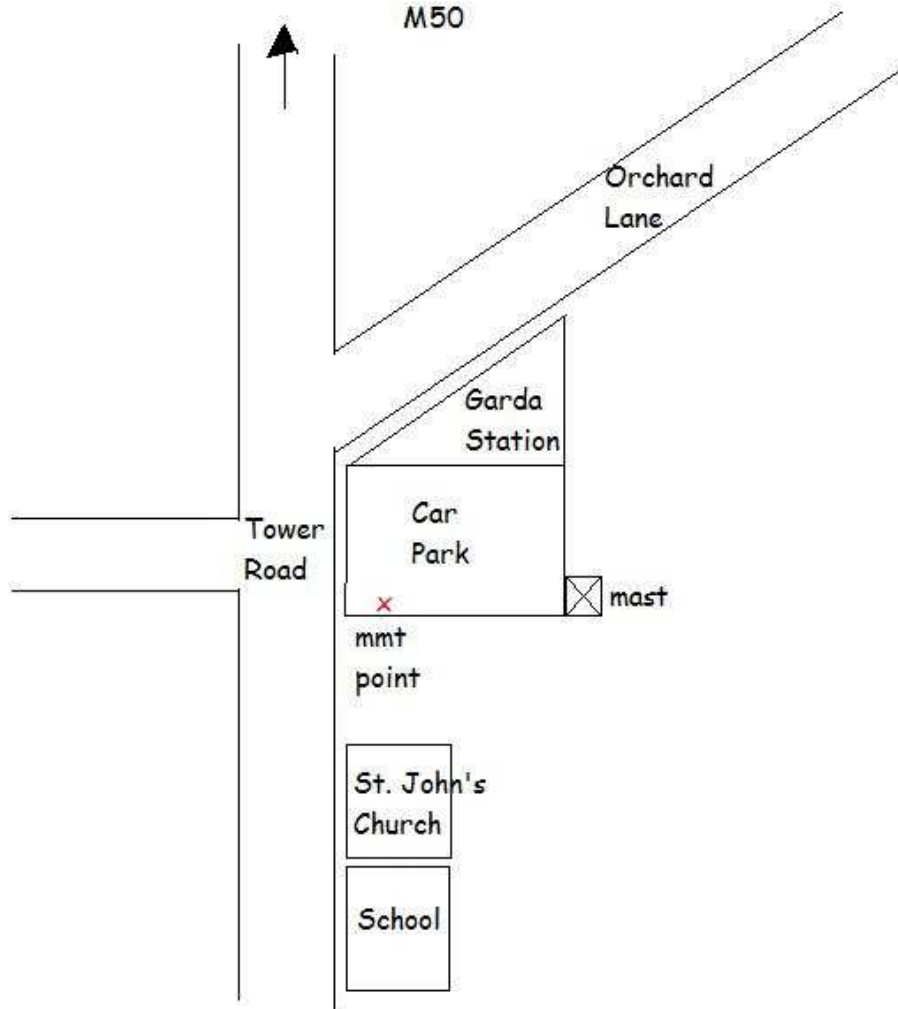 M50
Orchard
Lane
Garda
Station
Car
Park
Tower
Road
mast
mmt
point
St. John's
Church
School